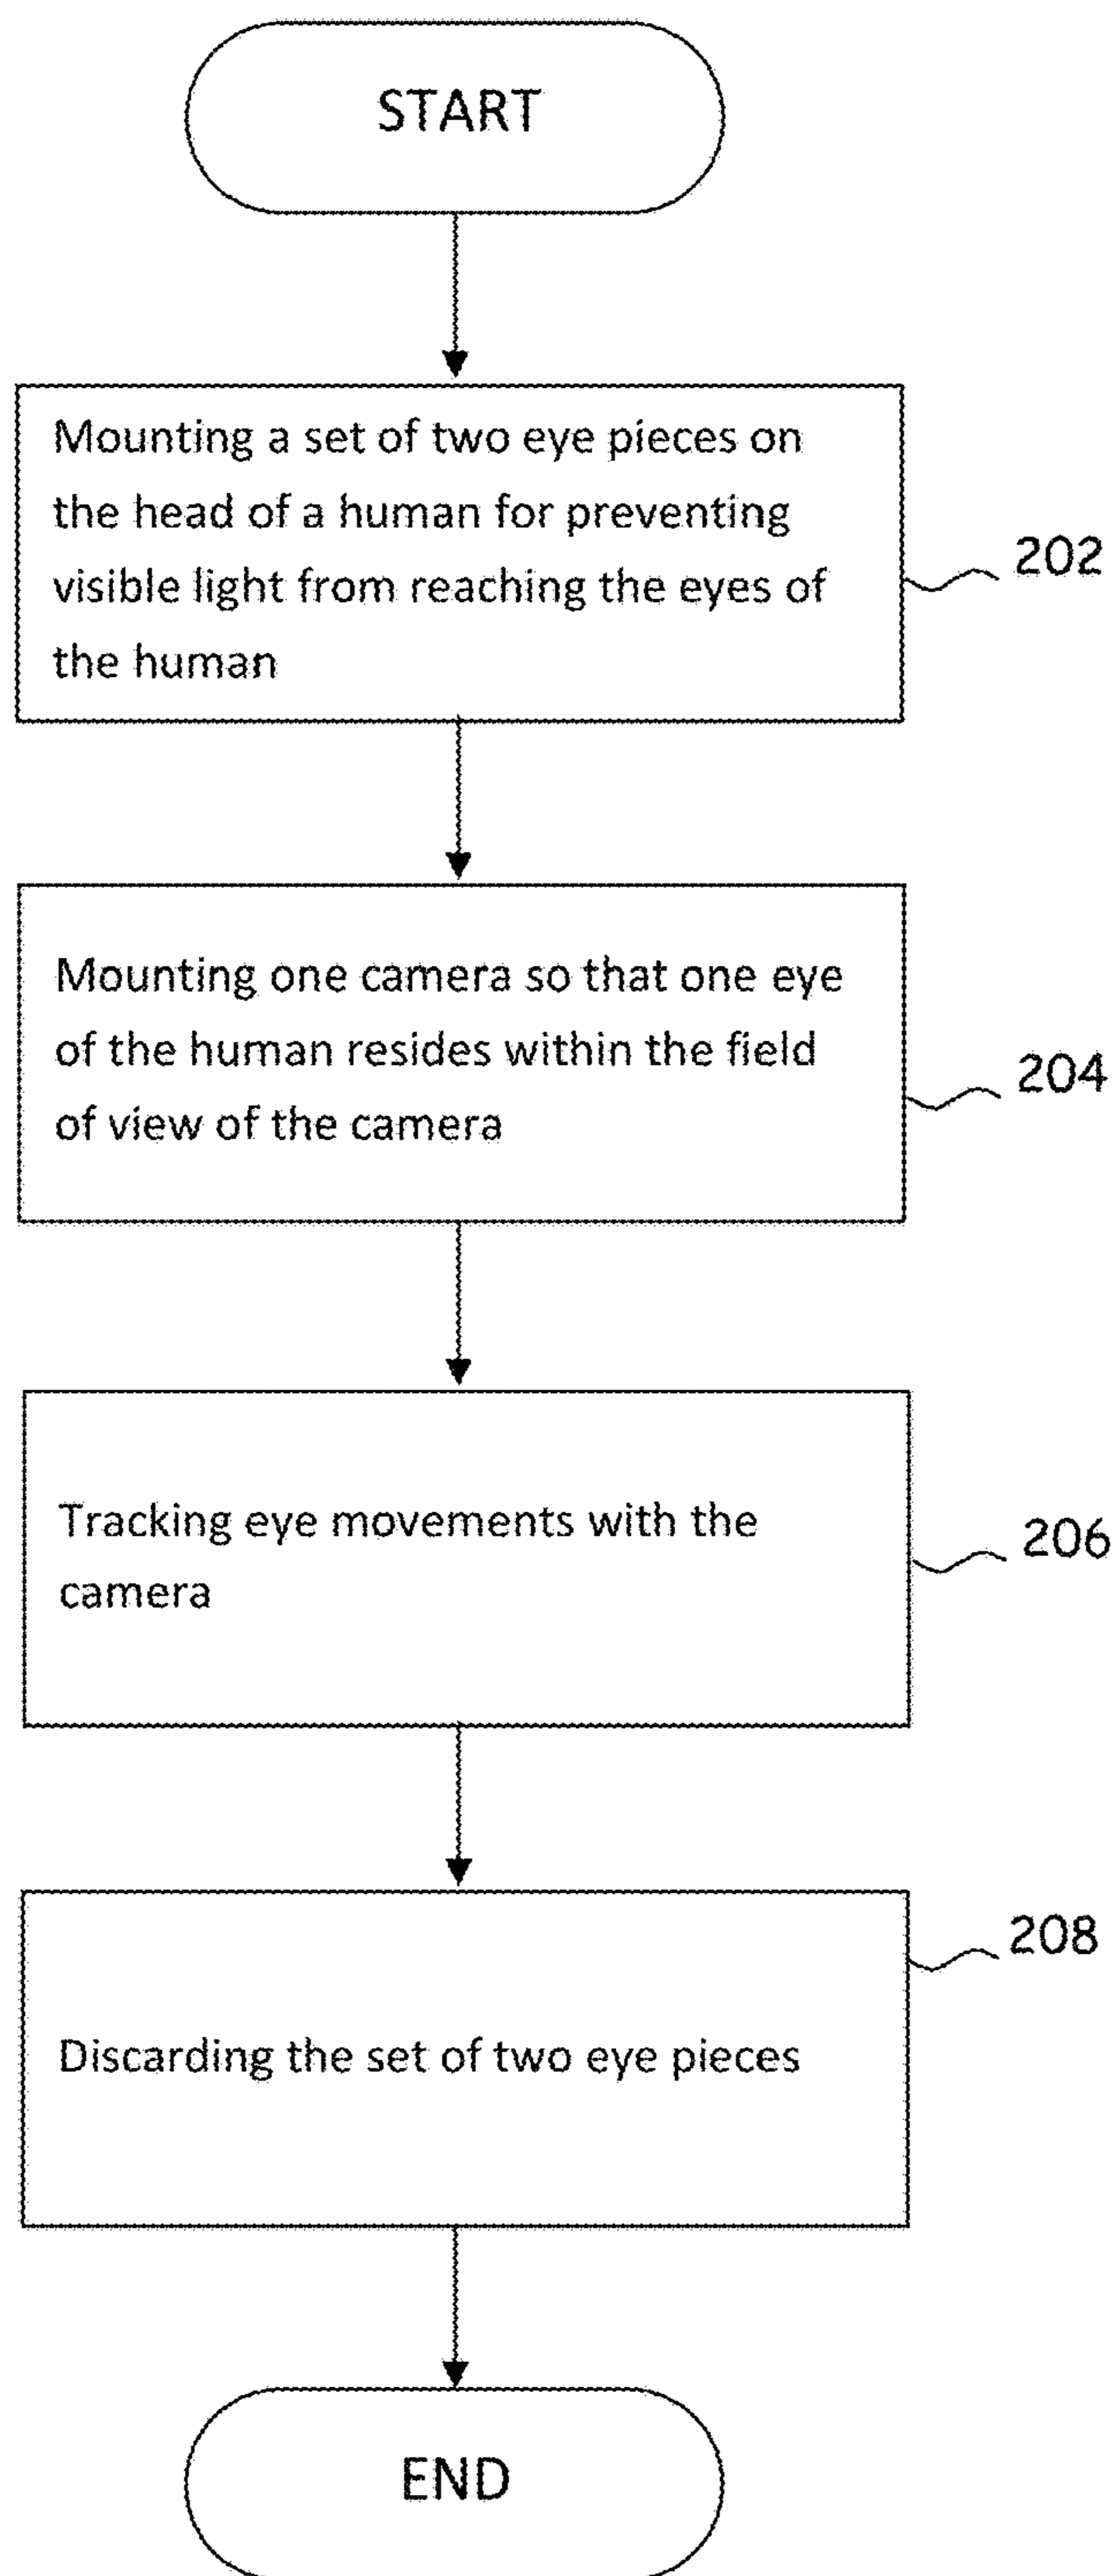 START
Mounting a set of two eye pieces on
the head of a human for preventing
visible light from reaching the eyes of
the human
202
Mounting one camera so that one eye
of the human resides within the field
of view of the camera
204
Tracking eye movements with the
camera
206
Discarding the set of two eye pieces
208
END